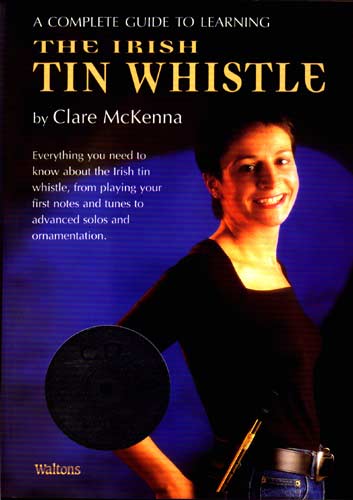 A COMPLETE GUIDE TO LEARNING
THE IRISH
TIN WHISTLE
by Clare McKenna
Everything you need to
know about the Irish tin
whistle, from playing your
first notes and tunes to
advanced solos and
ornamentation.
CD
Waltons